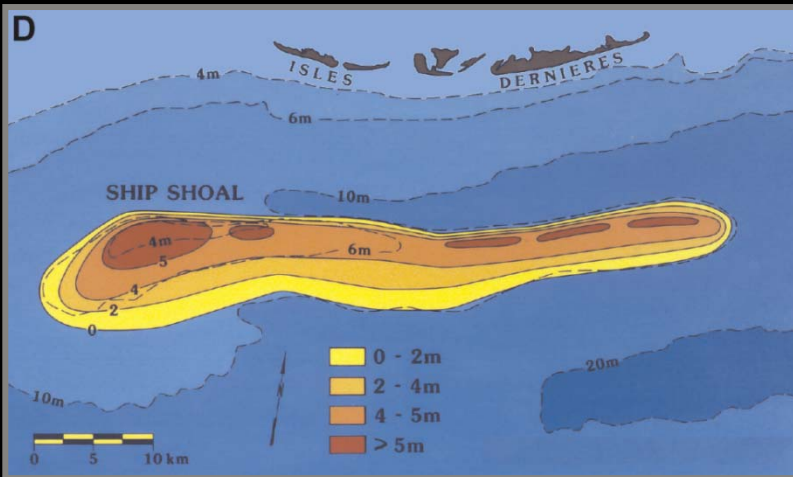 D
ISLES
DERNIERES
4m
6m
10m
SHIP SHOAL
4m
6m
5
4
2
0
0 - 2m
2 - 4m
4 - 5m
> 5m
20m
10m
0 5 10 km